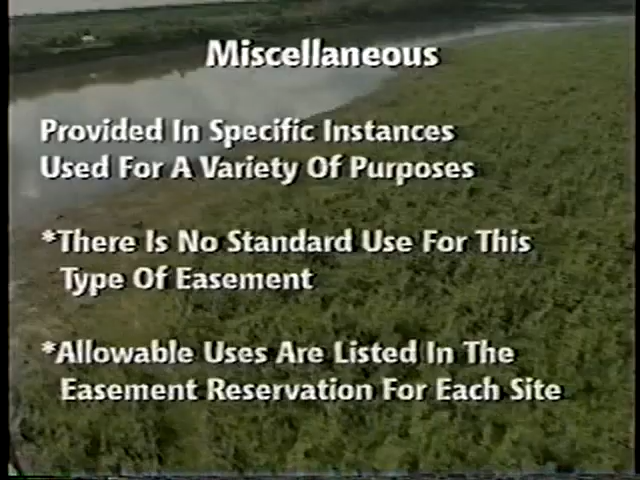 Miscellaneous
Provided In Specific Instances
Used For A Variety Of Purposes
*There Is No Standard Use For This
Type Of Easement
*Allowable Uses Are Listed In The
Easement Reservation For Each Site